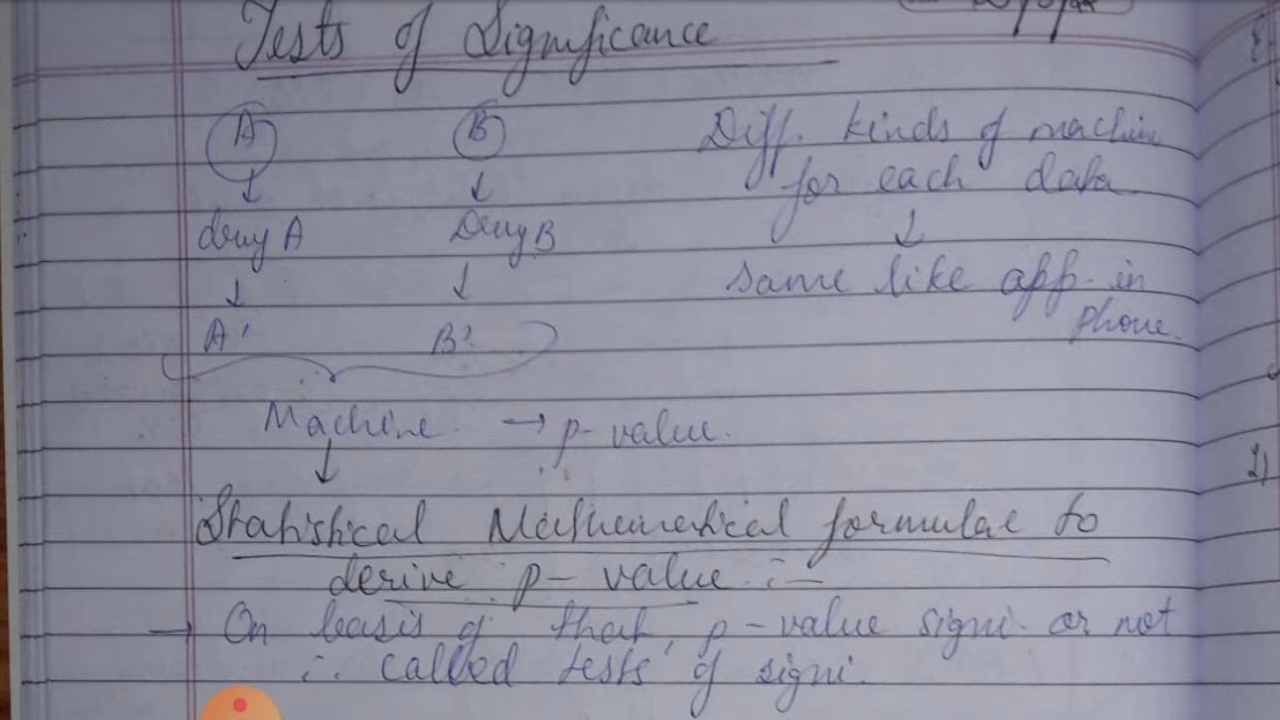 Tests of Significance
A B
↓ ↓
drug A Drug B
↓ ↓
A' B'
Diff. kinds of machine
for each data
↓
same like app. in
phone.
Machine → p-value.
↓
Statistical Mathematical formulae to
derive p-value :-
→ On basis of that, p-value signi. or not
∴ called tests of signi.
2)